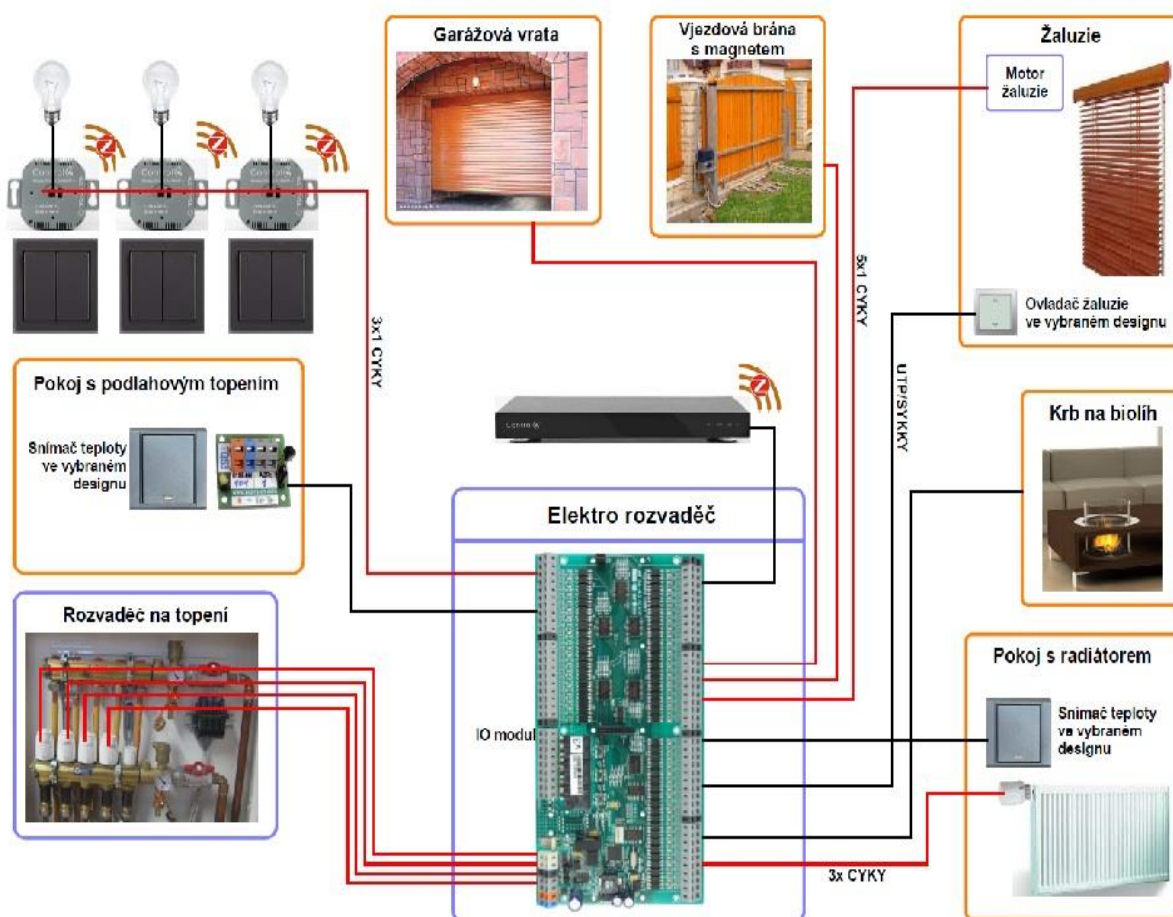 Garážová vrata
Vjezdová brána
s magnetem
Žaluzie
Motor
žaluzie
Ovladač žaluzie
ve vybraném designu
3x1 CYKY
5x1 CYKY
UTP/SYKKY
Pokoj s podlahovým topením
Snímač teploty
ve vybraném
designu
Krb na biolíh
Elektro rozvaděč
Rozvaděč na topení
IO modul
Pokoj s radiátorem
Snímač teploty
ve vybraném
designu
3x CYKY